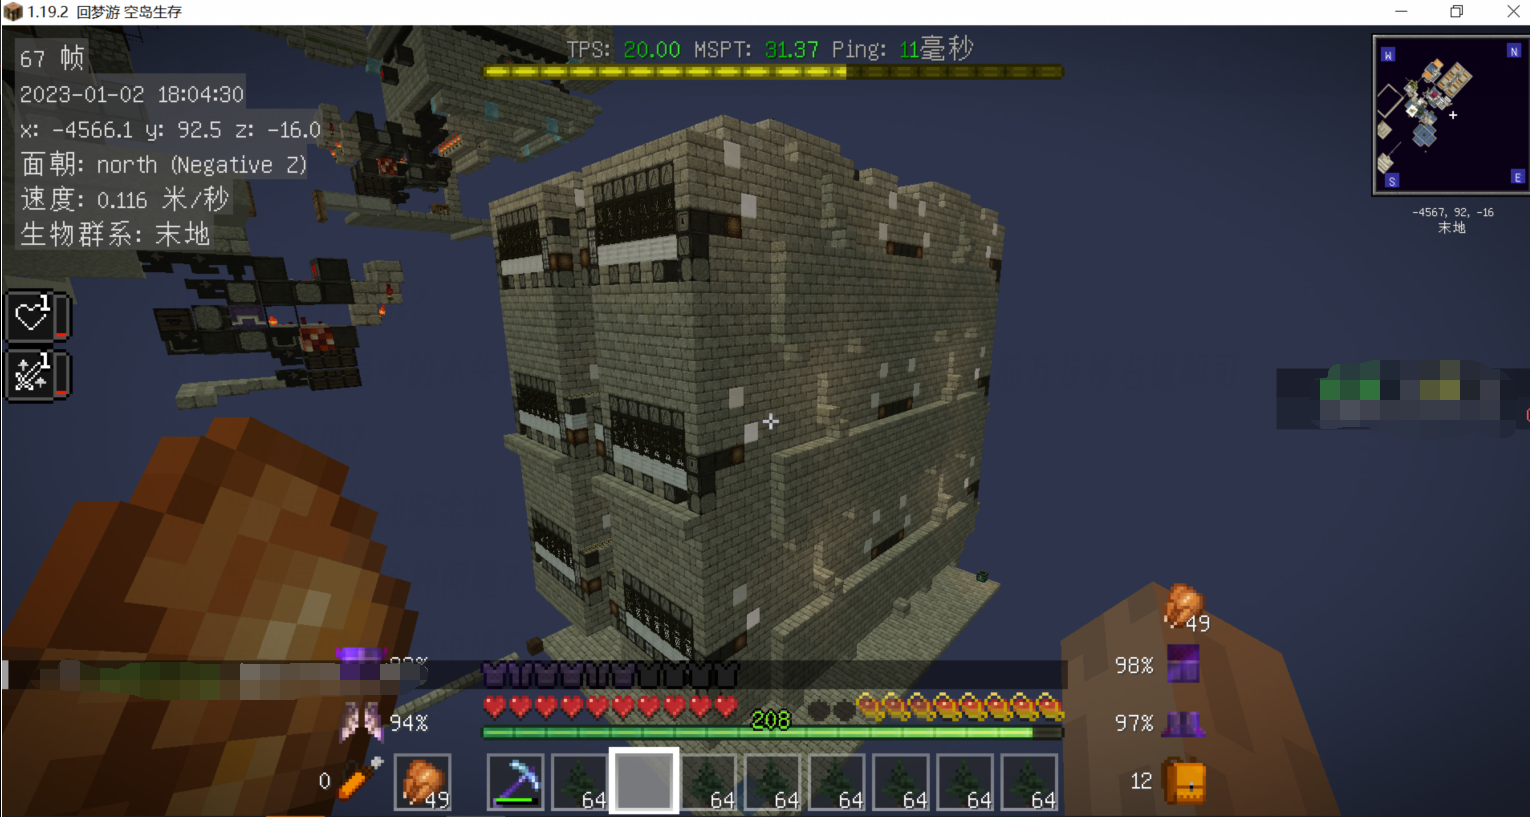 1.19.2 回梦游 空岛生存
TPS: 20.00 MSPT: 31.37 Ping: 11毫秒
67 帧
2023-01-02 18:04:30
x: -4566.1 y: 92.5 z: -16.0
面朝: north (Negative Z)
速度: 0.116 米/秒
生物群系: 末地
W
N
S
E
-4567, 92, -16
末地
1
1
49
98%
94%
97%
208
0
49
64
64
64
64
64
64
64
12